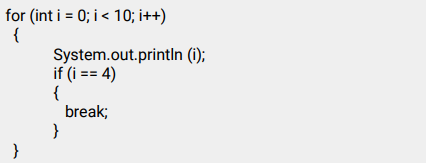 for (int i = 0; i < 10; i++)
{
System.out.println (i);
if (i == 4)
{
break;
}
}